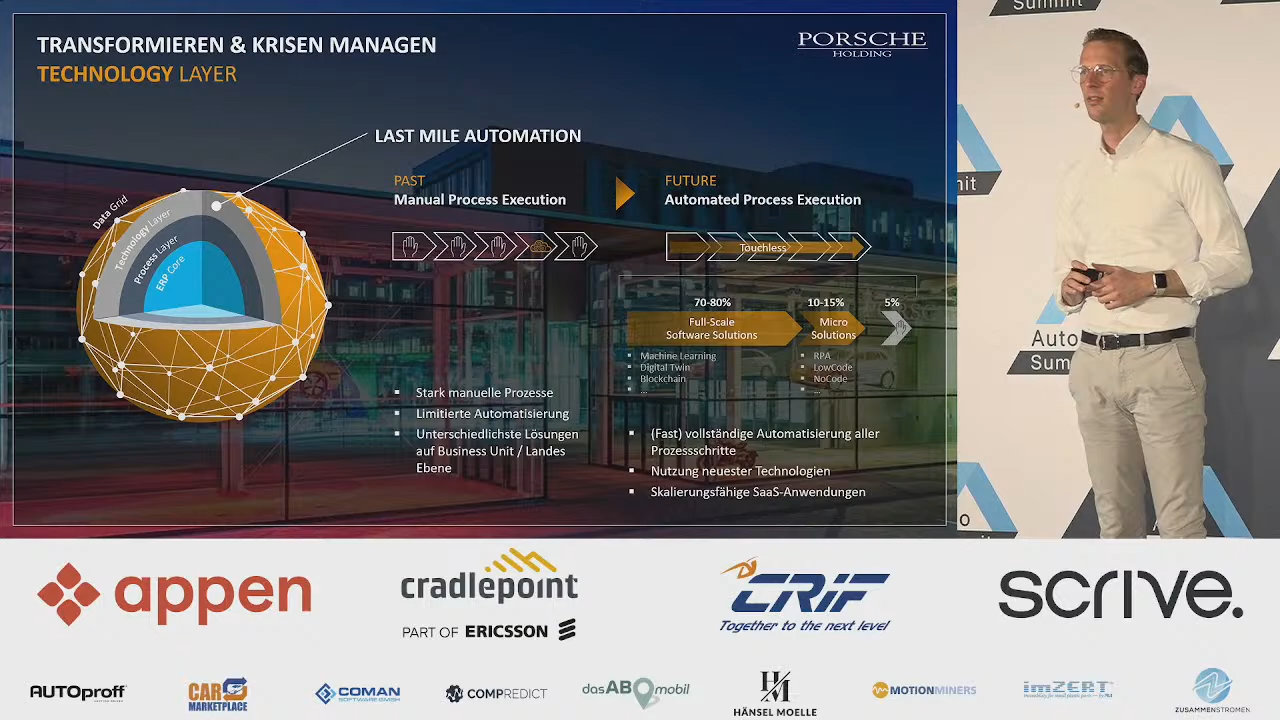 TRANSFORMIEREN & KRISEN MANAGEN
TECHNOLOGY LAYER
PORSCHE
HOLDING
LAST MILE AUTOMATION
Data Grid
Technology Layer
Process Layer
ERP Core
PAST
Manual Process Execution
FUTURE
Automated Process Execution
Touchless
70-80%
10-15%
5%
Full-Scale
Software Solutions
Micro
Solutions
▪ Machine Learning
▪ Digital Twin
▪ Blockchain
▪ ...
▪ RPA
▪ LowCode
▪ NoCode
▪ ...
▪ Stark manuelle Prozesse
▪ Limitierte Automatisierung
▪ Unterschiedlichste Lösungen
auf Business Unit / Landes
Ebene
▪ (Fast) vollständige Automatisierung aller
Prozessschritte
▪ Nutzung neuester Technologien
▪ Skalierungsfähige SaaS-Anwendungen
Summit
Auto
Sum
appen
cradlepoint
PART OF ERICSSON
CRIF
Together to the next level
scrive.
AUTOproff
CAR
MARKETPLACE
COMAN
SOFTWARE GMBH
COMPREDICT
dasABOmobil
H/M
HÄNSEL MOELLE
MOTIONMINERS
imZERT
ZUSAMMENSTROMEN